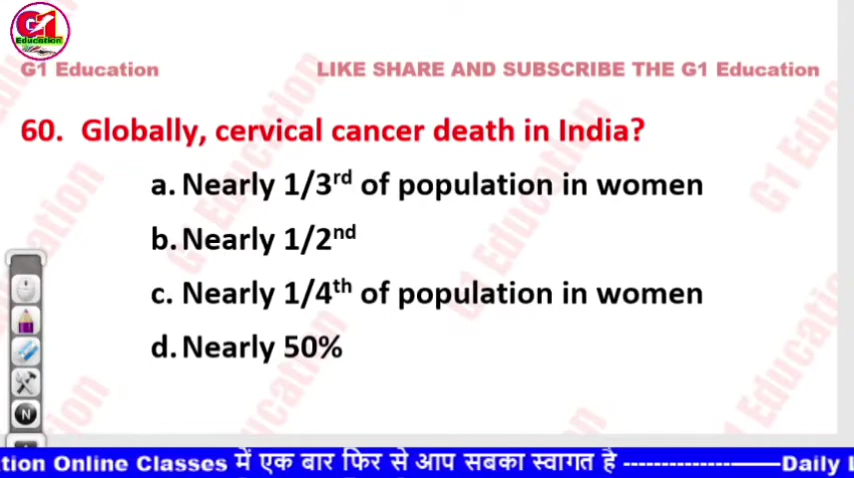 G1
Education
G1 Education LIKE SHARE AND SUBSCRIBE THE G1 Education
60. Globally, cervical cancer death in India?
a. Nearly 1/3rd of population in women
b. Nearly 1/2nd
c. Nearly 1/4th of population in women
d. Nearly 50%
N
tion Online Classes में एक बार फिर से आप सबका स्वागत है ---------------———Daily L